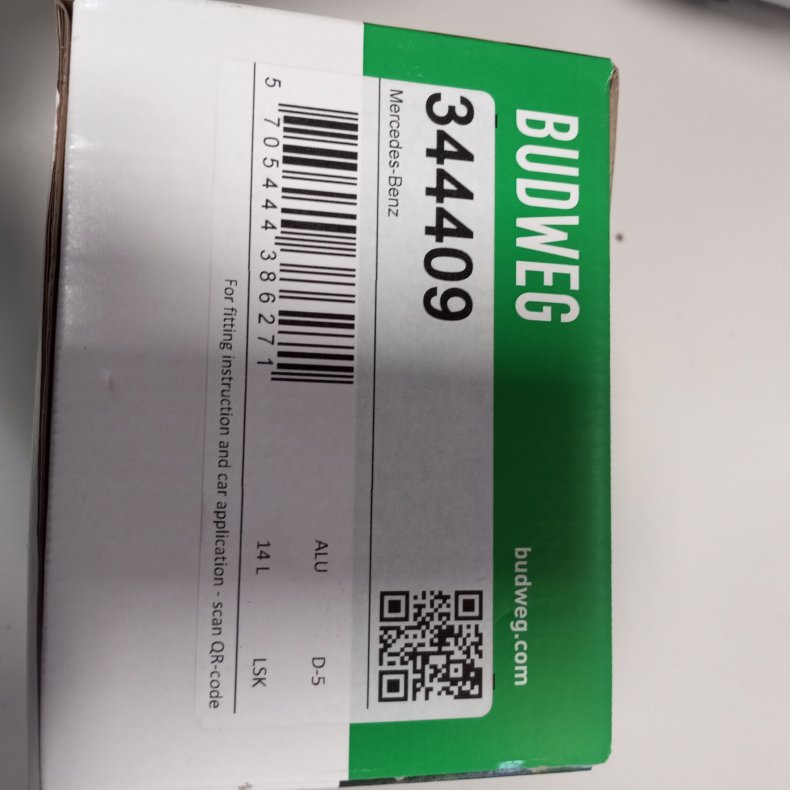 BUDWEG
budweg.com
344409
Mercedes-Benz
5 705444 386271
ALU D-5
14 L LSK
For fitting instruction and car application - scan QR-code